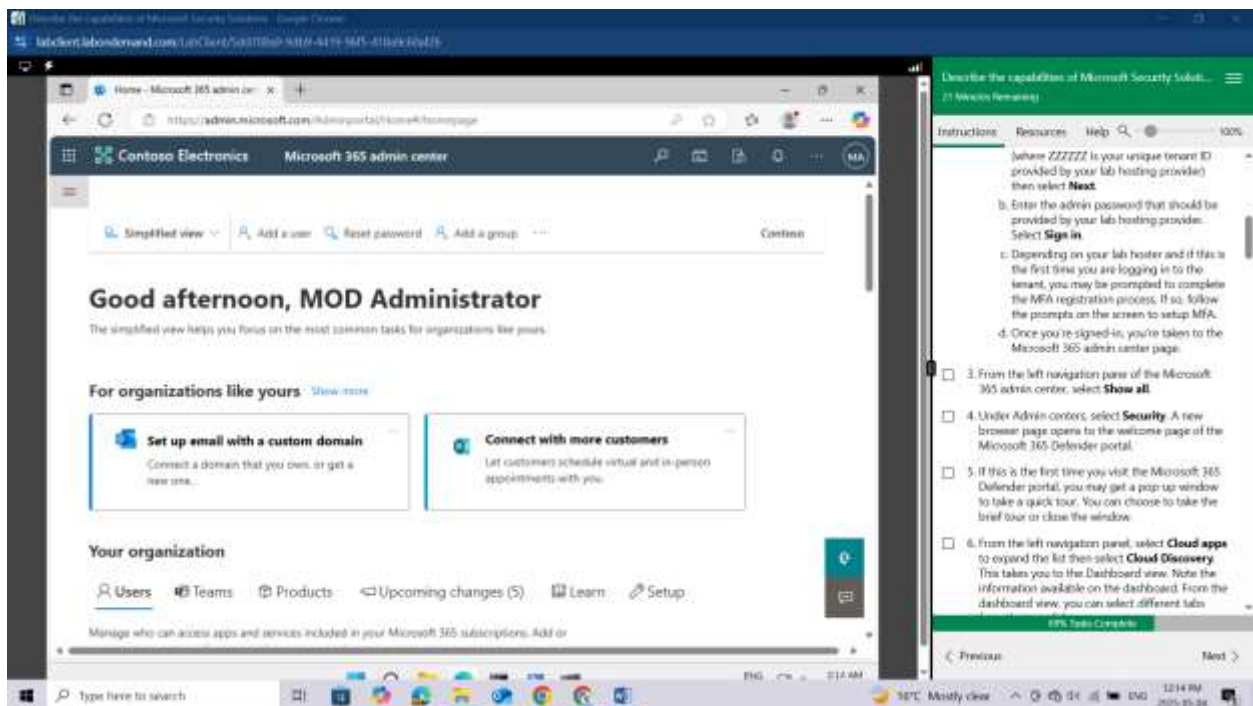 Describe the capabilities of Microsoft Security Solutions - Google Chrome
labclient.labondemand.com/LabClient/
Home - Microsoft 365 admin cen
https://admin.microsoft.com/Adminportal/Home#/homepage
Contoso Electronics Microsoft 365 admin center MA
Simplified view Add a user Reset password Add a group ... Contoso
Good afternoon, MOD Administrator
The simplified view helps you focus on the most common tasks for organizations like yours.
For organizations like yours Show more
Set up email with a custom domain
Connect a domain that you own, or get a
new one.
Connect with more customers
Let customers schedule virtual and in-person
appointments with you.
Your organization
Users Teams Products Upcoming changes (5) Learn Setup
Manage who can access apps and services included in your Microsoft 365 subscriptions. Add or
ENG
3:14 AM
Describe the capabilities of Microsoft Security Soluti...
21 Minutes Remaining
Instructions Resources Help 100%
(where ZZZZZZ is your unique tenant ID
provided by your lab hosting provider)
then select Next.
b. Enter the admin password that should be
provided by your lab hosting provider.
Select Sign in.
c. Depending on your lab hoster and if this is
the first time you are logging in to the
tenant, you may be prompted to complete
the MFA registration process. If so, follow
the prompts on the screen to setup MFA.
d. Once you're signed-in, you're taken to the
Microsoft 365 admin center page.
3. From the left navigation pane of the Microsoft
365 admin center, select Show all.
4. Under Admin centers, select Security. A new
browser page opens to the welcome page of the
Microsoft 365 Defender portal.
5. If this is the first time you visit the Microsoft 365
Defender portal, you may get a pop up window
to take a quick tour. You can choose to take the
brief tour or close the window.
6. From the left navigation panel, select Cloud apps
to expand the list then select Cloud Discovery.
This takes you to the Dashboard view. Note the
information available on the dashboard. From the
dashboard view, you can select different tabs
69% Tasks Complete
Previous Next
Type here to search
Mostly clear
ENG
12:14 PM
2025-05-04